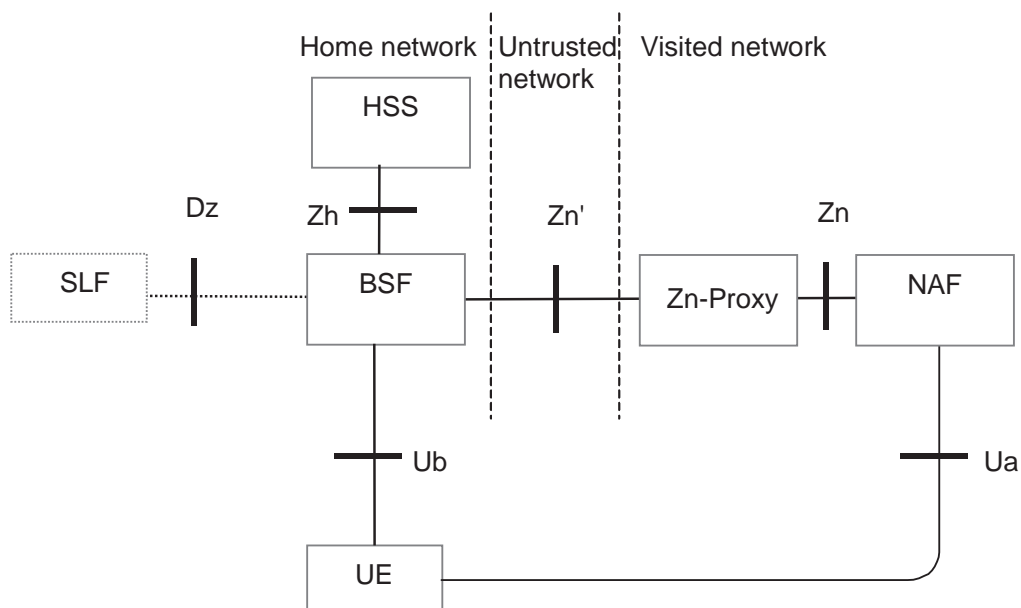 Home network
Untrusted
network
Visited network
HSS
Dz
Zh
Zn'
Zn
SLF
BSF
Zn-Proxy
NAF
Ub
Ua
UE